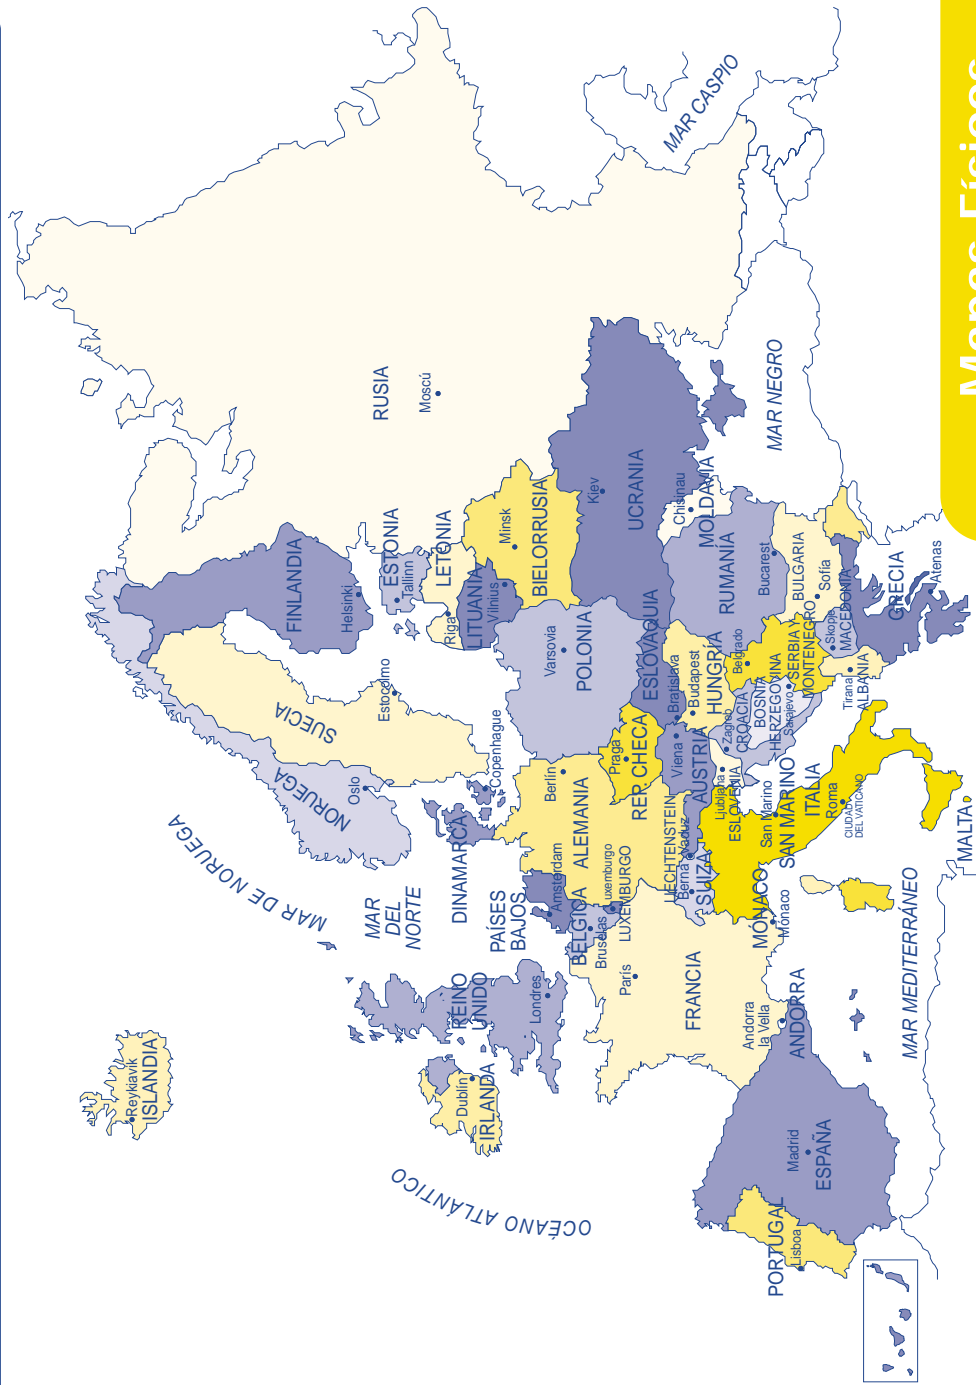 Mapas Físicos
MAR DE NORUEGA
MAR
DEL
NORTE
OCÉANO ATLÁNTICO
MAR MEDITERRÁNEO
MAR NEGRO
MAR CASPIO
Reykiavik
ISLANDIA
NORUEGA
Oslo
SUECIA
Estocolmo
FINLANDIA
Helsinki
RUSIA
Moscú
ESTONIA
Tallinn
LETONIA
Riga
LITUANIA
Vilnius
BIELORRUSIA
Minsk
DINAMARCA
Copenhague
REINO
UNIDO
Londres
IRLANDA
Dublín
PAÍSES
BAJOS
Amsterdam
BÉLGICA
Bruselas
LUXEMBURGO
uxemburgo
ALEMANIA
Berlín
POLONIA
Varsovia
UCRANIA
Kiev
MOLDAVIA
Chisinau
REP. CHECA
Praga
ESLOVAQUIA
Bratislava
AUSTRIA
Viena
HUNGRÍA
Budapest
RUMANÍA
Bucarest
LIECHTENSTEIN
Vaduz
SUIZA
Berna
FRANCIA
París
MÓNACO
Mónaco
ANDORRA
Andorra
la Vella
ESPAÑA
Madrid
PORTUGAL
Lisboa
ITALIA
Roma
CIUDAD
DEL VATICANO
SAN MARINO
San Marino
MALTA
ESLOVENIA
Ljubljana
CROACIA
Zagreb
BOSNIA
HERZEGOVINA
Sarajevo
SERBIA Y
MONTENEGRO
Belgrado
BULGARIA
Sofía
MACEDONIA
Skopje
ALBANIA
Tirana
GRECIA
Atenas